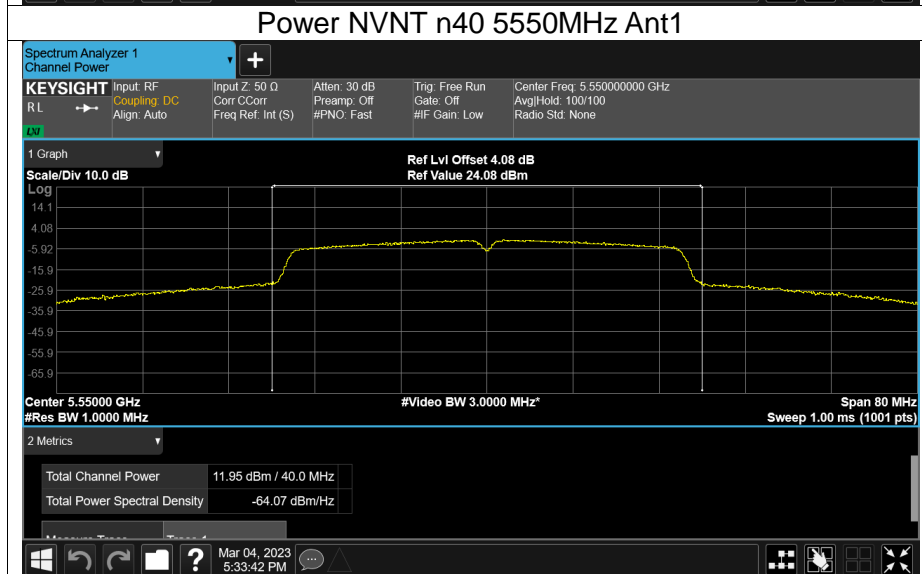 Power NVNT n40 5550MHz Ant1
Spectrum Analyzer 1
Channel Power
KEYSIGHT
R L
LXI
Input: RF
Coupling: DC
Align: Auto
Input Z: 50 Ω
Corr CCorr
Freq Ref: Int (S)
Atten: 30 dB
Preamp: Off
#PNO: Fast
Trig: Free Run
Gate: Off
#IF Gain: Low
Center Freq: 5.550000000 GHz
Avg|Hold: 100/100
Radio Std: None
1 Graph
Scale/Div 10.0 dB
Ref Lvl Offset 4.08 dB
Ref Value 24.08 dBm
Log
14.1
4.08
-5.92
-15.9
-25.9
-35.9
-45.9
-55.9
-65.9
Center 5.55000 GHz
#Res BW 1.0000 MHz
#Video BW 3.0000 MHz*
Span 80 MHz
Sweep 1.00 ms (1001 pts)
2 Metrics
Total Channel Power 11.95 dBm / 40.0 MHz
Total Power Spectral Density -64.07 dBm/Hz
Mar 04, 2023
5:33:42 PM